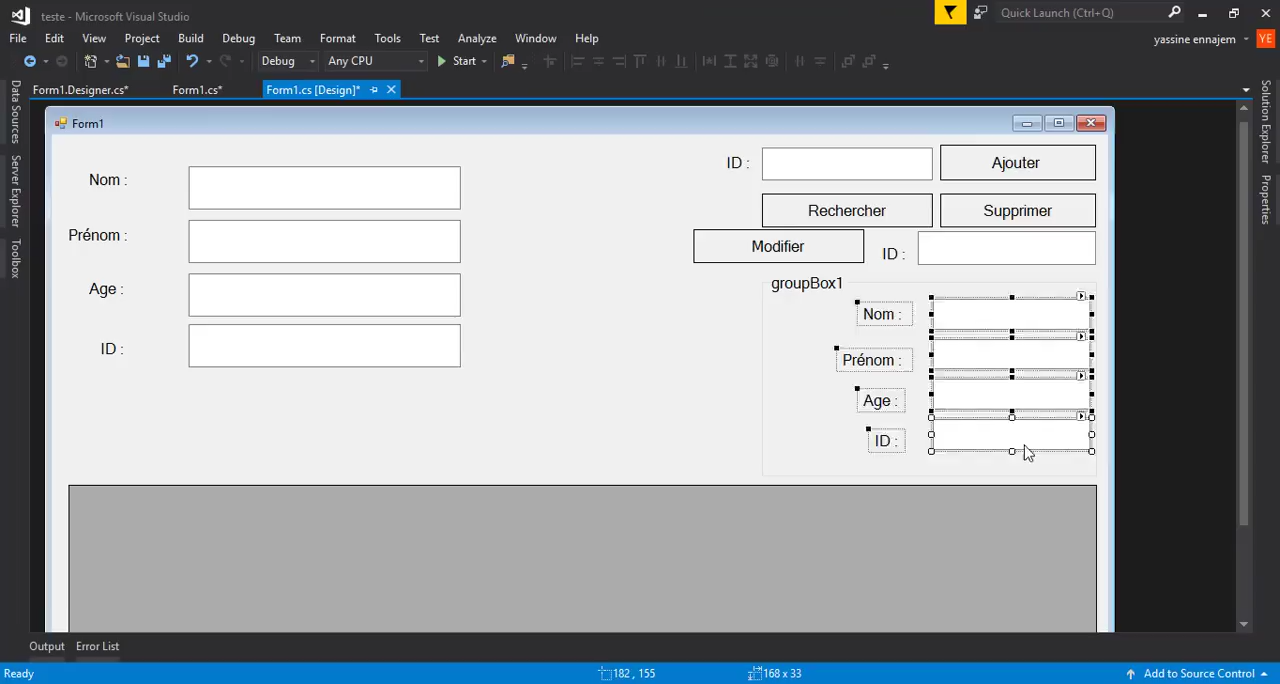 teste - Microsoft Visual Studio
Quick Launch (Ctrl+Q)
File Edit View Project Build Debug Team Format Tools Test Analyze Window Help
yassine ennajem YE
Debug Any CPU Start
Form1.Designer.cs* Form1.cs* Form1.cs [Design]*
Data Sources
Server Explorer
Toolbox
Solution Explorer
Properties
Form1
Nom :
Prénom :
Age :
ID :
ID : Ajouter
Rechercher Supprimer
Modifier ID :
groupBox1
Nom :
Prénom :
Age :
ID :
Output Error List
Ready 182 , 155 168 x 33 Add to Source Control